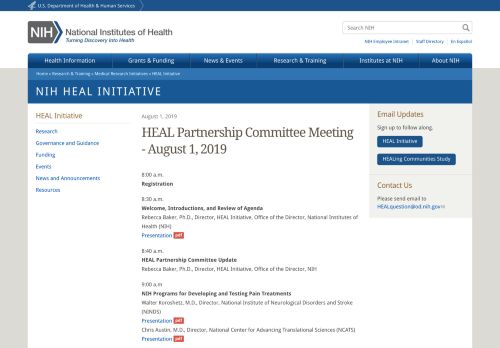 U.S. Department of Health & Human Services
NIH
National Institutes of Health
Turning Discovery Into Health
Search NIH
NIH Employee Intranet | Staff Directory | En Español
Health Information
Grants & Funding
News & Events
Research & Training
Institutes at NIH
About NIH
Home » Research & Training » Medical Research Initiatives » HEAL Initiative
NIH HEAL INITIATIVE
HEAL Initiative
Research
Governance and Guidance
Funding
Events
News and Announcements
Resources
August 1, 2019
HEAL Partnership Committee Meeting
- August 1, 2019
8:00 a.m.
Registration
8:30 a.m.
Welcome, Introductions, and Review of Agenda
Rebecca Baker, Ph.D., Director, HEAL Initiative, Office of the Director, National Institutes of
Health (NIH)
Presentation pdf
8:40 a.m.
HEAL Partnership Committee Update
Rebecca Baker, Ph.D., Director, HEAL Initiative, Office of the Director, NIH
9:00 a.m
NIH Programs for Developing and Testing Pain Treatments
Walter Koroshetz, M.D., Director, National Institute of Neurological Disorders and Stroke
(NINDS)
Presentation pdf
Chris Austin, M.D., Director, National Center for Advancing Translational Sciences (NCATS)
Presentation pdf
Email Updates
Sign up to follow along.
HEAL Initiative
HEALing Communities Study
Contact Us
Please send email to
HEALquestion@od.nih.gov